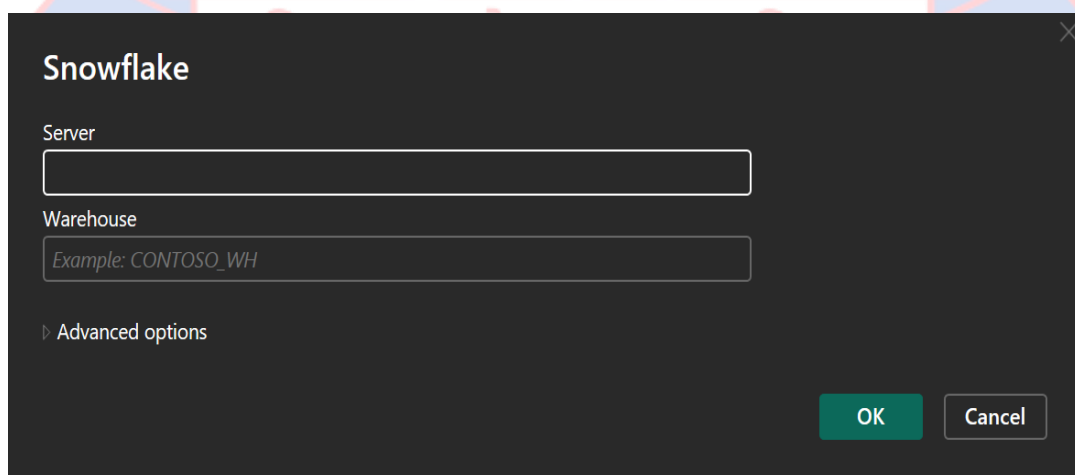 Snowflake
Server
Warehouse
Example: CONTOSO_WH
Advanced options
OK Cancel